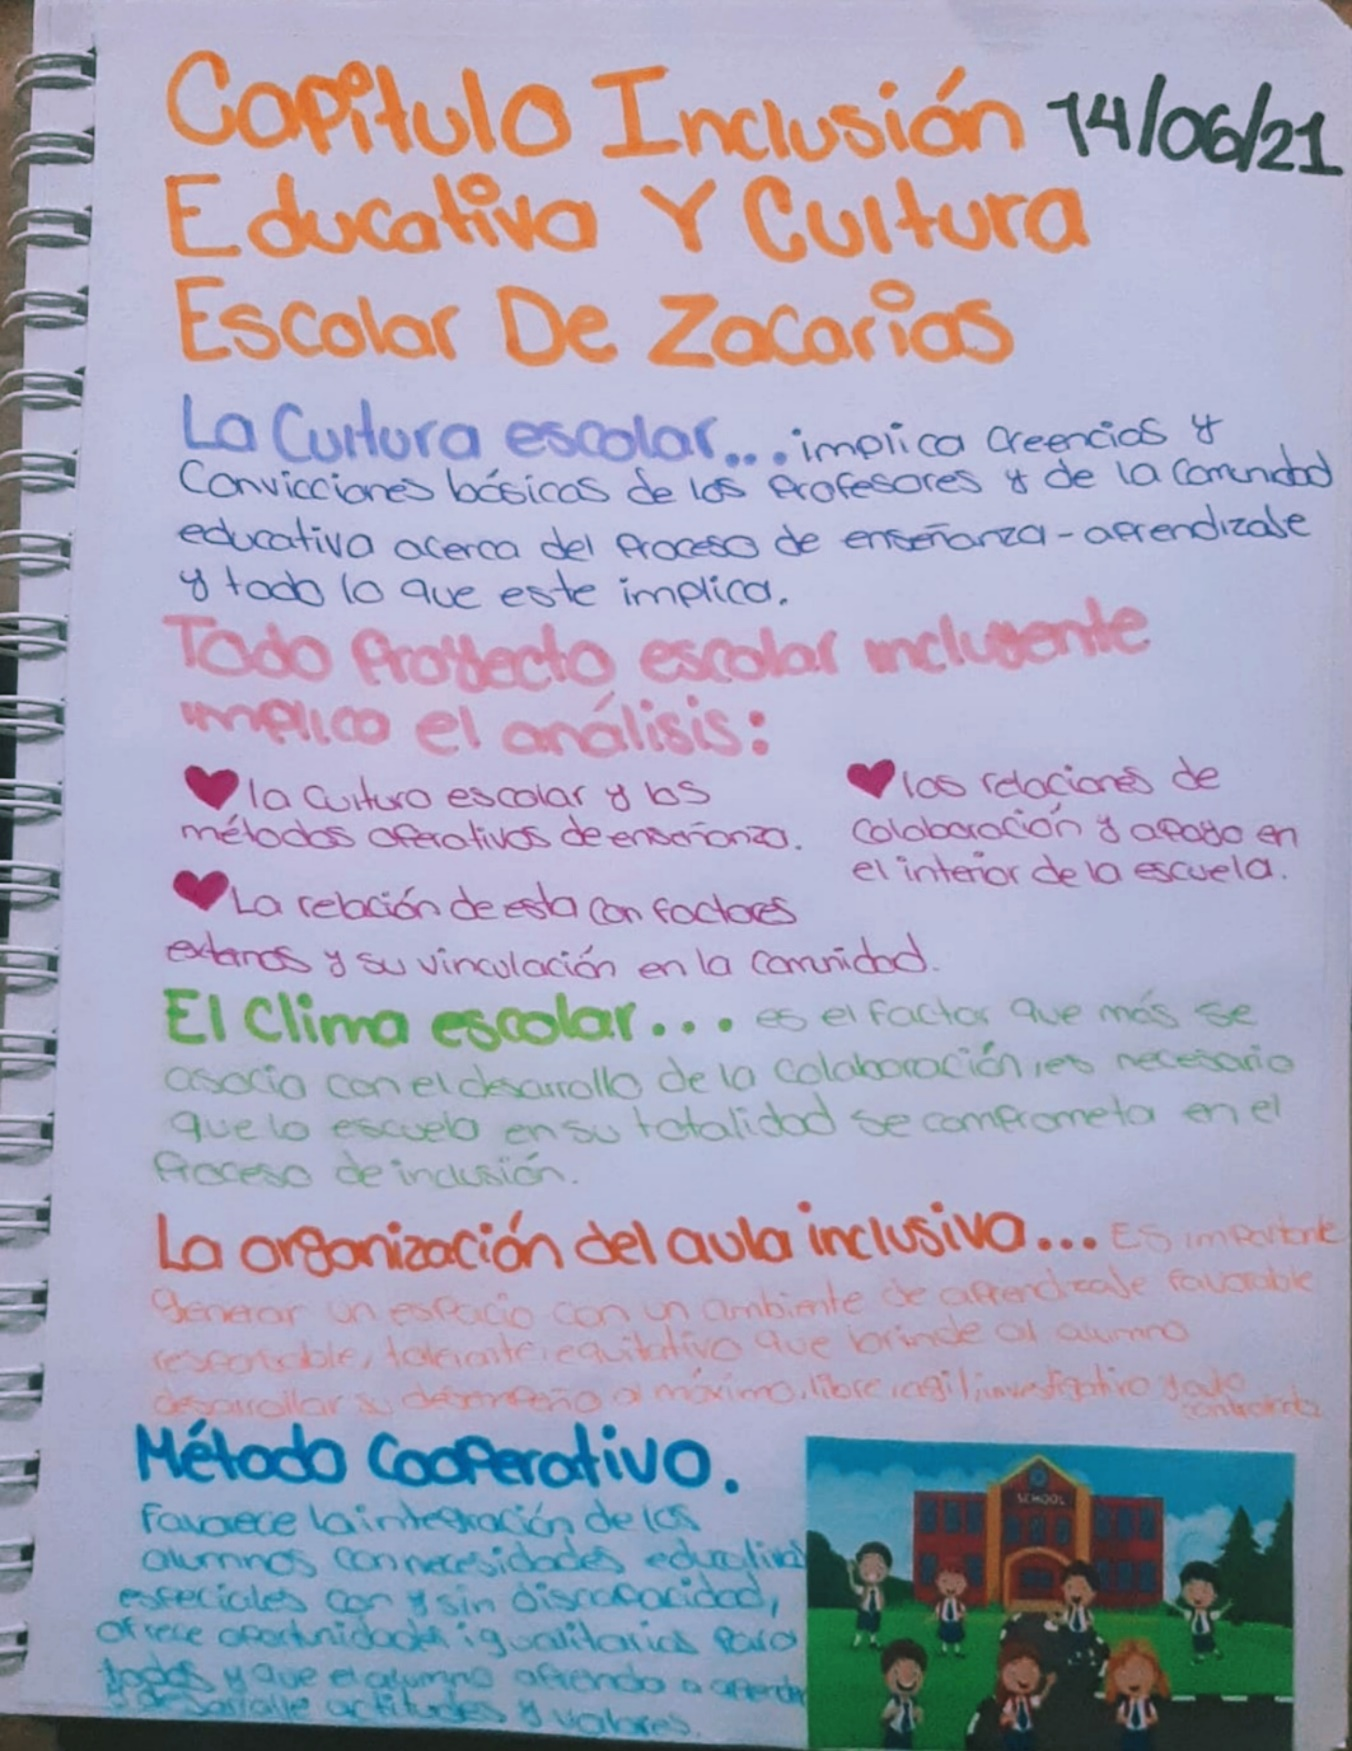 Capitulo Inclusión 14/06/21
Educativa Y Cultura
Escolar De Zacarias
La Cultura escolar... implica Creencias y
Convicciones básicas de los Profesores y de la Comunidad
educativa acerca del Proceso de enseñanza-aprendizaje
y todo lo que este implica.
Todo Proyecto escolar incluyente
implica el análisis:
la Cultura escolar y los
métodos operativos de enseñanza.
La relación de esta con factores
externos y su vinculación en la comunidad.
las relaciones de
Colaboración y apoyo en
el interior de la escuela.
El Clima escolar... es el factor que más se
asocia con el desarrollo de la colaboración, es necesario
que la escuela en su totalidad se comprometa en el
Proceso de inclusión.
La organización del aula inclusiva... Es importante
generar un espacio con un ambiente de aprendizaje favorable
responsable, tolerante, equitativo que brinde al alumno
desarrollar su desempeño al máximo, libre, ágil, investigativo y auto
Método Cooperativo.
Favorece la integración de los
alumnos con necesidades educativas
especiales con y sin discapacidad,
ofrece oportunidades igualitarias para
todos y que el alumno aprenda a aprender
y desarrolle actitudes y valores.
SCHOOL